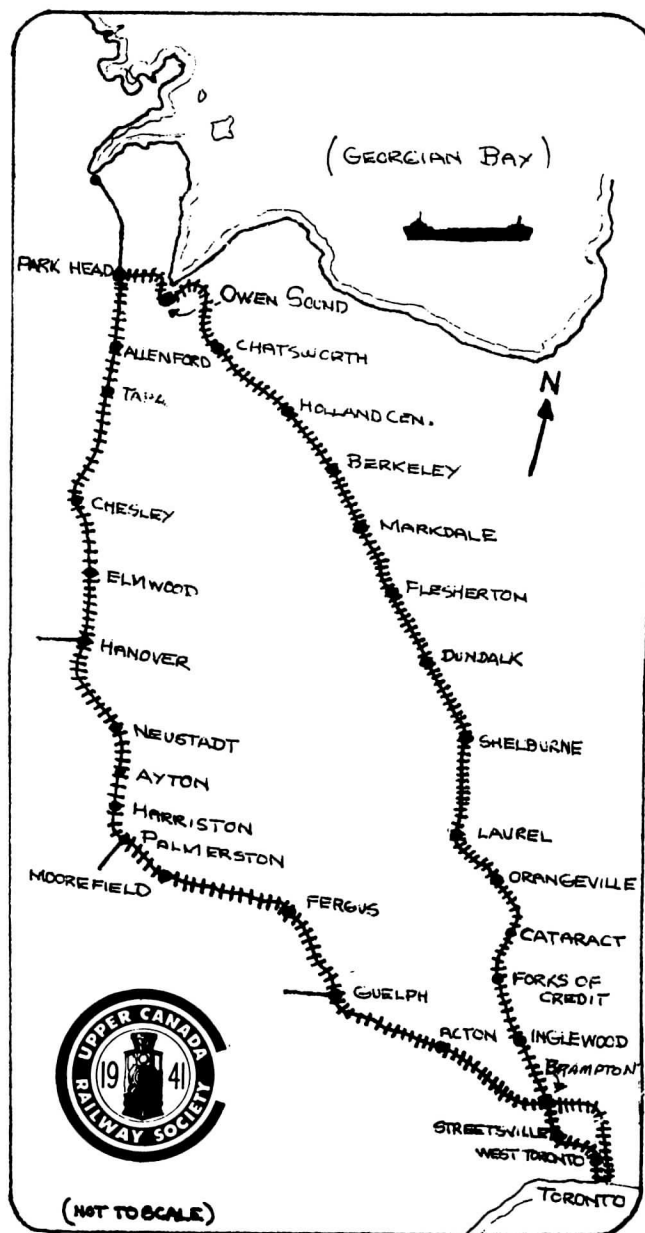 (GEORGIAN BAY)
PARK HEAD
OWEN SOUND
ALLENFORD
CHATSWORTH
TARA
HOLLAND CEN.
N
BERKELEY
CHESLEY
MARKDALE
ELMWOOD
FLESHERTON
HANOVER
DUNDALK
NEUSTADT
SHELBURNE
AYTON
HARRISTON
PALMERSTON
LAUREL
MOOREFIELD
ORANGEVILLE
FERGUS
CATARACT
GUELPH
FORKS OF
CREDIT
ACTON
INGLEWOOD
BRAMPTON
UPPER CANADA
1941
RAILWAY SOCIETY
STREETSVILLE
WEST TORONTO
TORONTO
(NOT TO SCALE)